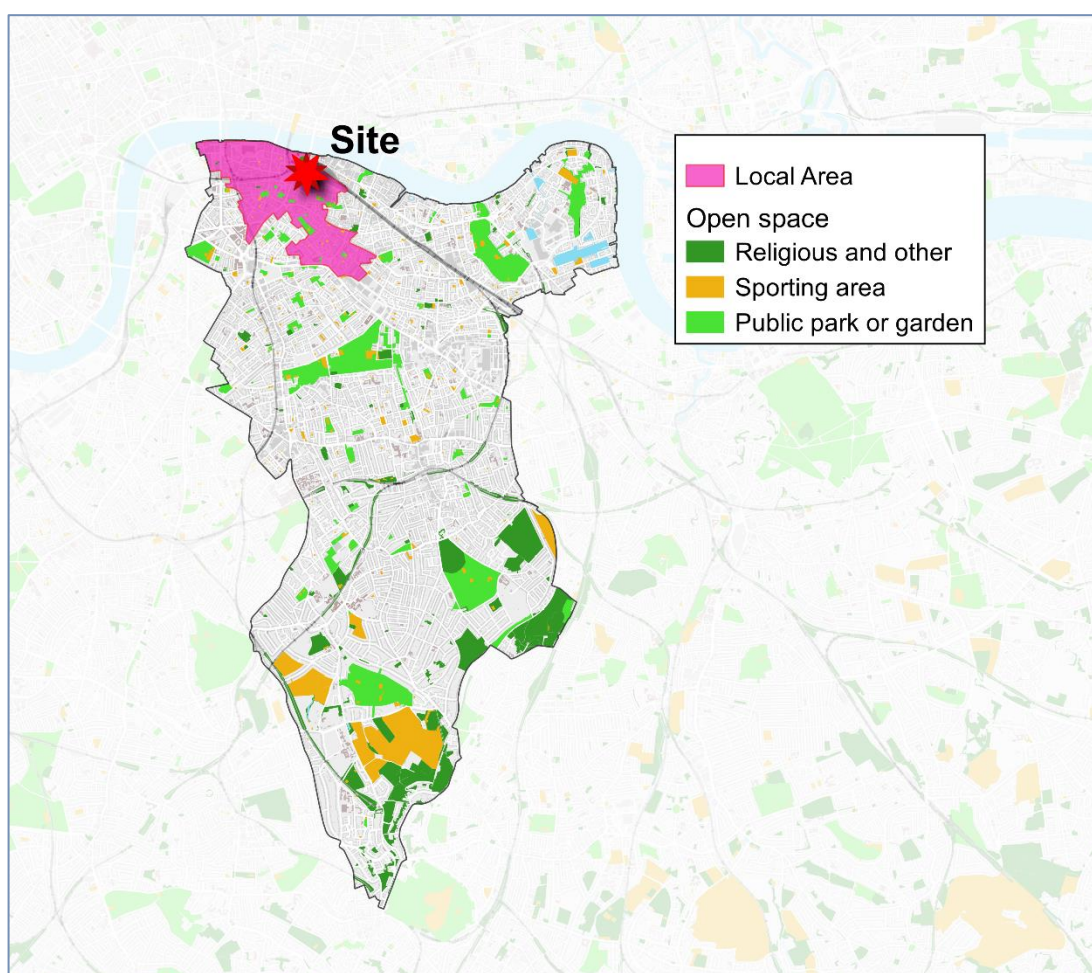 Site
Local Area
Open space
Religious and other
Sporting area
Public park or garden